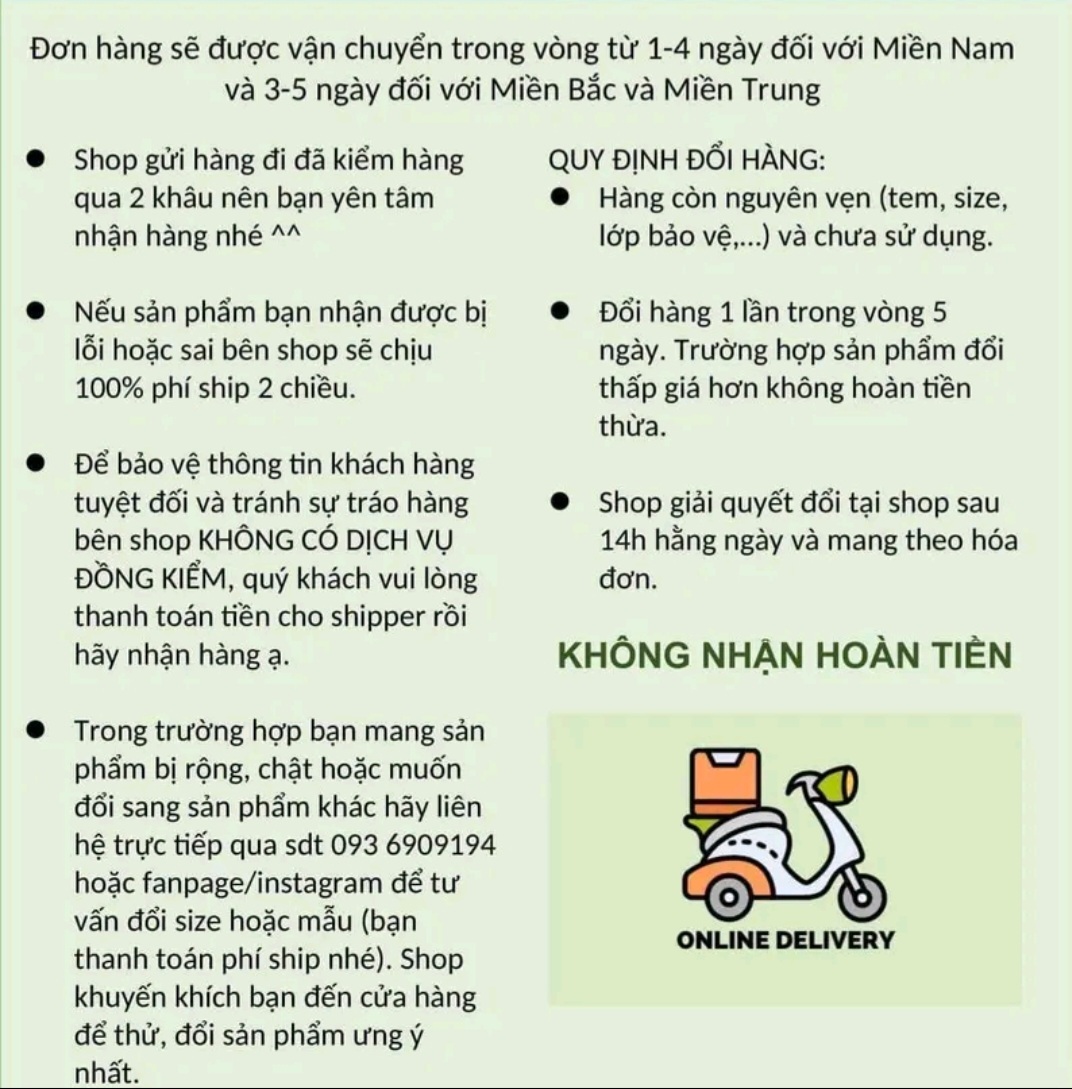 Đơn hàng sẽ được vận chuyển trong vòng từ 1-4 ngày đối với Miền Nam
và 3-5 ngày đối với Miền Bắc và Miền Trung
● Shop gửi hàng đi đã kiểm hàng
qua 2 khâu nên bạn yên tâm
nhận hàng nhé ^^
● Nếu sản phẩm bạn nhận được bị
lỗi hoặc sai bên shop sẽ chịu
100% phí ship 2 chiều.
● Để bảo vệ thông tin khách hàng
tuyệt đối và tránh sự tráo hàng
bên shop KHÔNG CÓ DỊCH VỤ
ĐỒNG KIỂM, quý khách vui lòng
thanh toán tiền cho shipper rồi
hãy nhận hàng ạ.
● Trong trường hợp bạn mang sản
phẩm bị rộng, chật hoặc muốn
đổi sang sản phẩm khác hãy liên
hệ trực tiếp qua sdt 093 6909194
hoặc fanpage/instagram để tư
vấn đổi size hoặc mẫu (bạn
thanh toán phí ship nhé). Shop
khuyến khích bạn đến cửa hàng
để thử, đổi sản phẩm ưng ý
nhất.
QUY ĐỊNH ĐỔI HÀNG:
● Hàng còn nguyên vẹn (tem, size,
lớp bảo vệ,...) và chưa sử dụng.
● Đổi hàng 1 lần trong vòng 5
ngày. Trường hợp sản phẩm đổi
thấp giá hơn không hoàn tiền
thừa.
● Shop giải quyết đổi tại shop sau
14h hằng ngày và mang theo hóa
đơn.
KHÔNG NHẬN HOÀN TIỀN
ONLINE DELIVERY